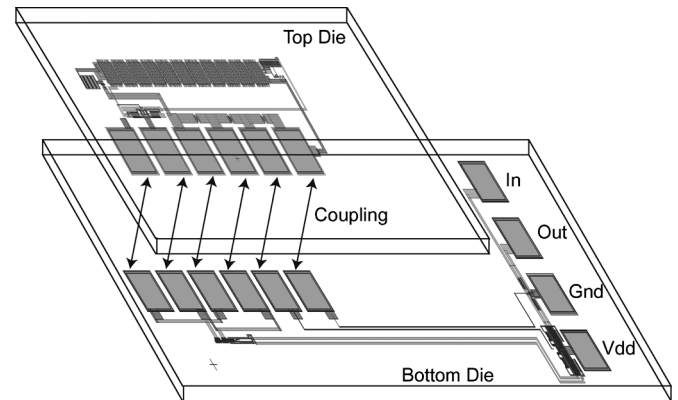 Top Die
In
Coupling
Out
Gnd
Vdd
Bottom Die